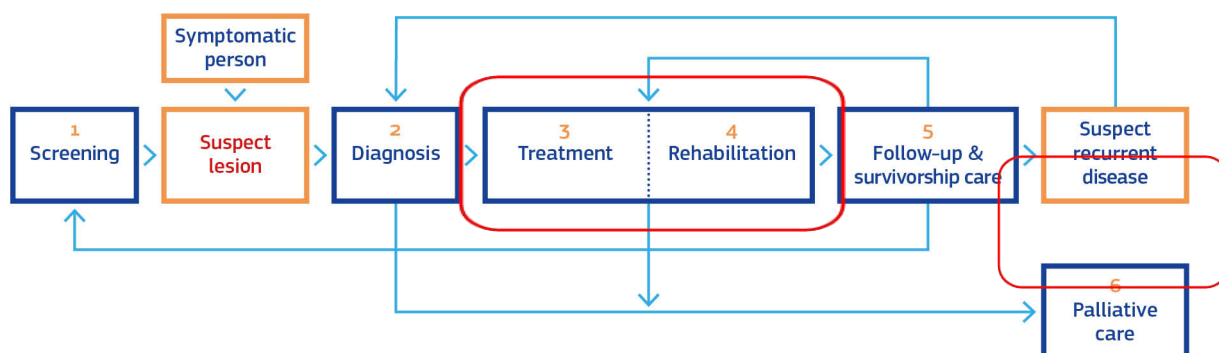 Symptomatic
person
1
Screening
Suspect
lesion
2
Diagnosis
3
Treatment
4
Rehabilitation
5
Follow-up &
survivorship care
Suspect
recurrent
disease
6
Palliative
care